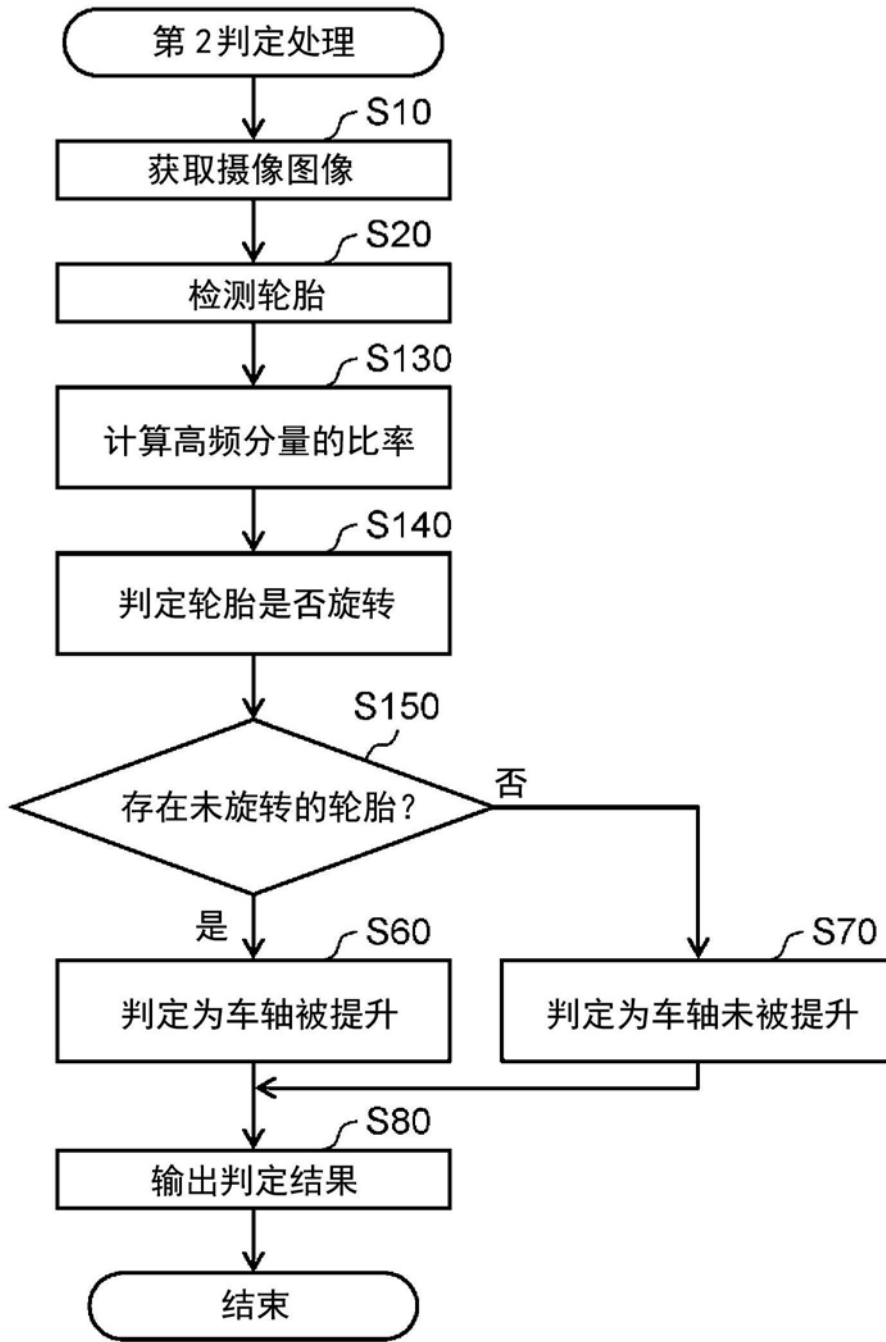 第2判定处理
S10
获取摄像图像
S20
检测轮胎
S130
计算高频分量的比率
S140
判定轮胎是否旋转
S150
存在未旋转的轮胎?
否
是
S60
判定为车轴被提升
S70
判定为车轴未被提升
S80
输出判定结果
结束